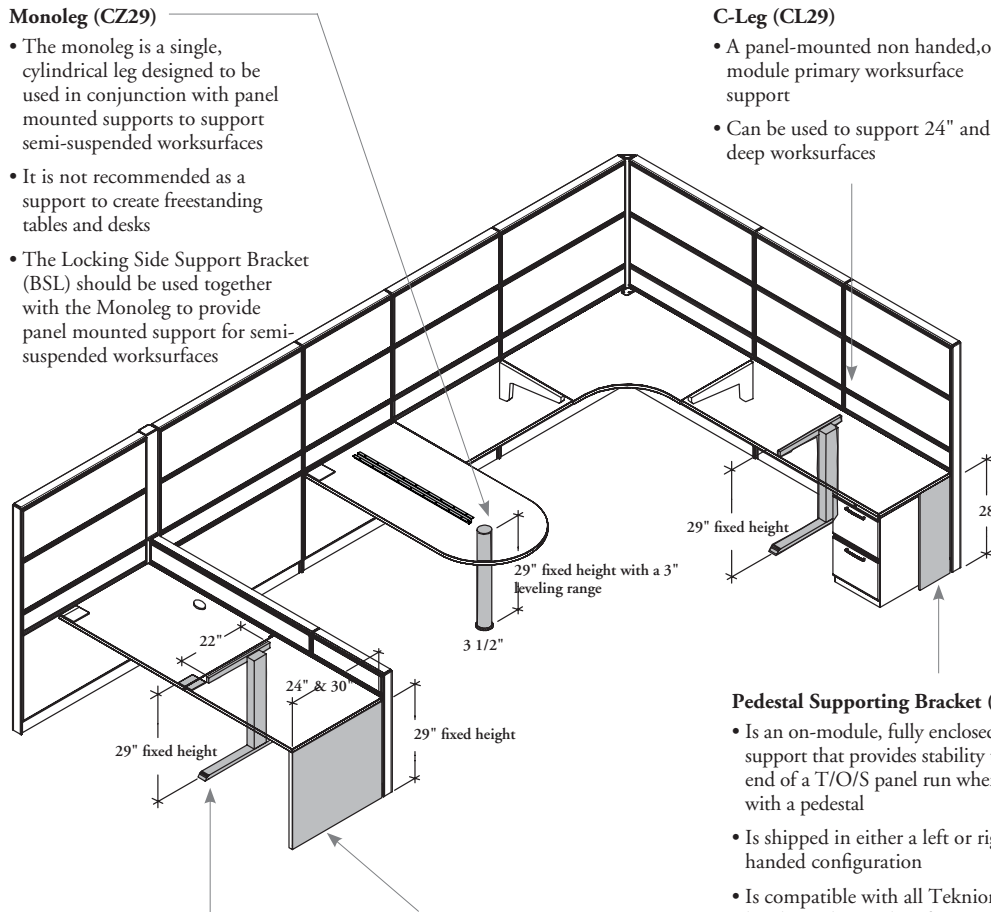 Monoleg (CZ29)
• The monoleg is a single,
cylindrical leg designed to be
used in conjunction with panel
mounted supports to support
semi-suspended worksurfaces
• It is not recommended as a
support to create freestanding
tables and desks
• The Locking Side Support Bracket
(BSL) should be used together
with the Monoleg to provide
panel mounted support for semi-
suspended worksurfaces
C-Leg (CL29)
• A panel-mounted non handed,o
module primary worksurface
support
• Can be used to support 24" and
deep worksurfaces
29" fixed height
28
29" fixed height with a 3"
leveling range
3 1/2"
22"
24" & 30"
29" fixed height
29" fixed height
Pedestal Supporting Bracket (
• Is an on-module, fully enclosed
support that provides stability
end of a T/O/S panel run whe
with a pedestal
• Is shipped in either a left or ri
handed configuration
• Is compatible with all Teknion